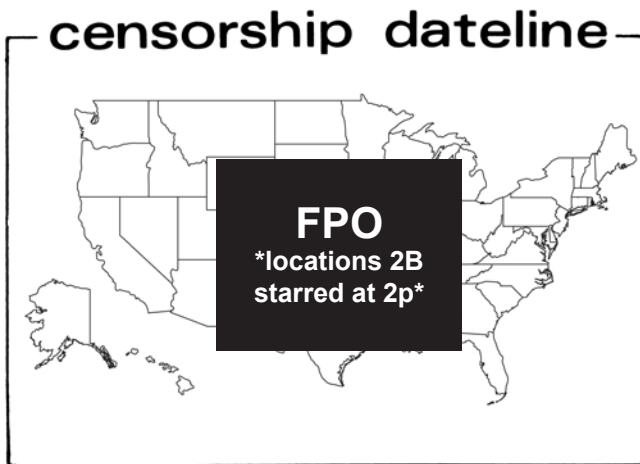 censorship dateline
FPO
*locations 2B
starred at 2p*